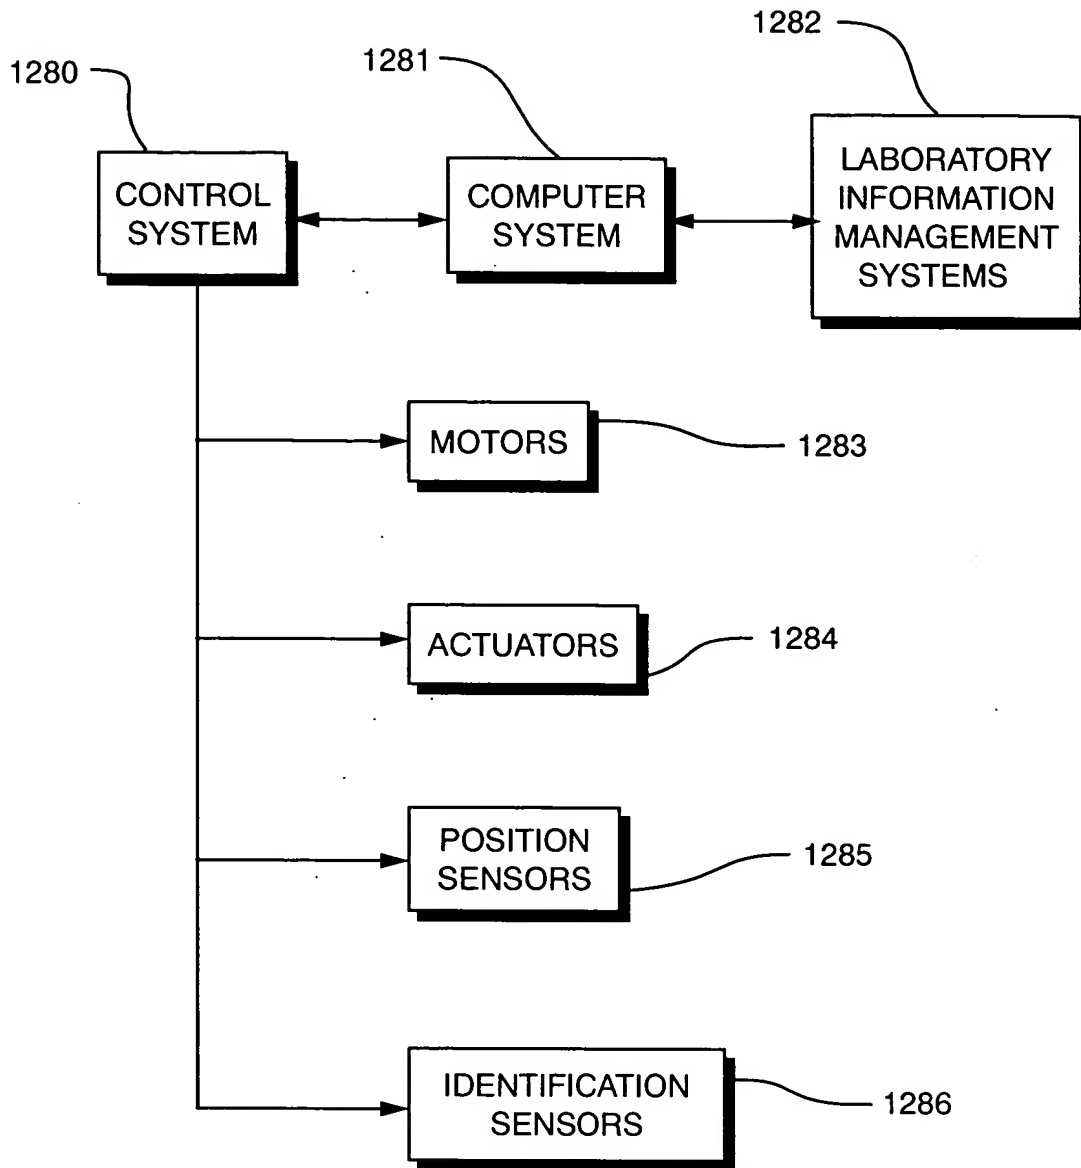 1280
1281
1282
CONTROL
SYSTEM
COMPUTER
SYSTEM
LABORATORY
INFORMATION
MANAGEMENT
SYSTEMS
MOTORS
1283
ACTUATORS
1284
POSITION
SENSORS
1285
IDENTIFICATION
SENSORS
1286